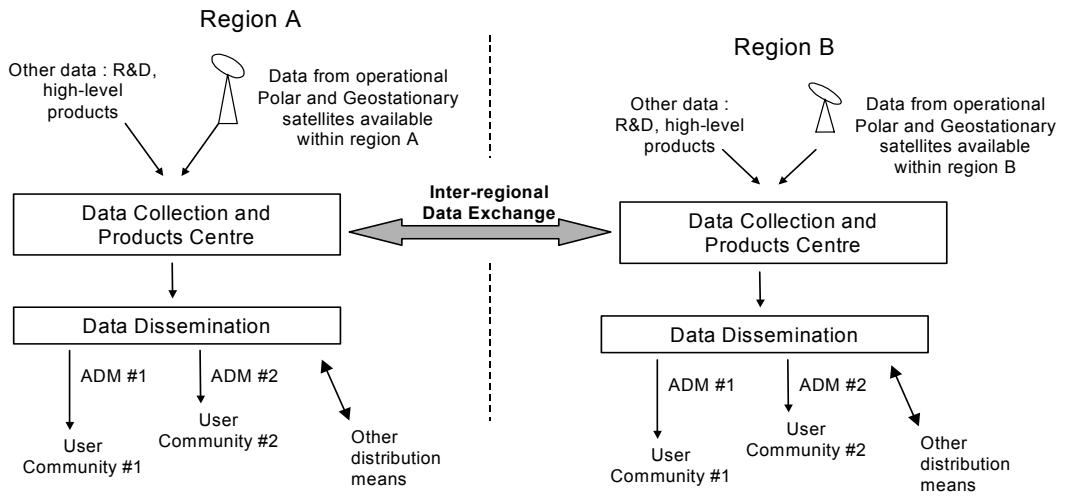 Region A
Other data : R&D,
high-level
products
Data from operational
Polar and Geostationary
satellites available
within region A
Data Collection and
Products Centre
Data Dissemination
ADM #1
ADM #2
User
Community #1
User
Community #2
Other
distribution
means
Inter-regional
Data Exchange
Region B
Other data :
R&D, high-level
products
Data from operational
Polar and Geostationary
satellites available
within region B
Data Collection and
Products Centre
Data Dissemination
ADM #1
ADM #2
User
Community #1
User
Community #2
Other
distribution
means